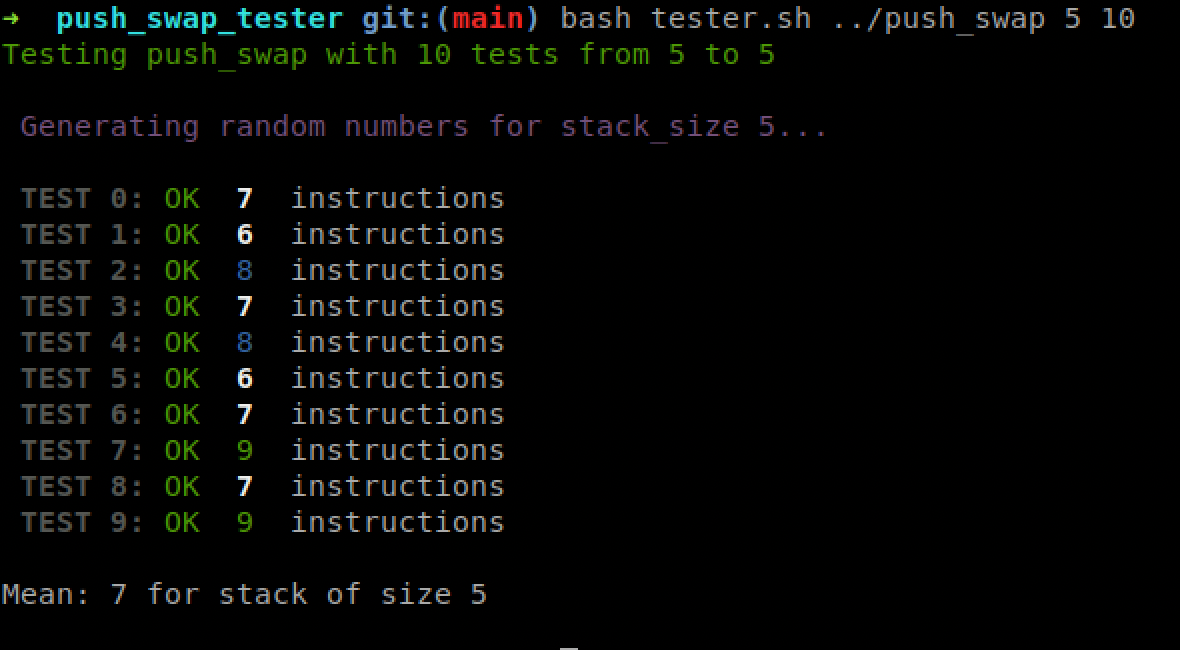 ➜  push_swap_tester git:(main) bash tester.sh ../push_swap 5 10
Testing push_swap with 10 tests from 5 to 5
Generating random numbers for stack_size 5...
TEST 0: OK  7  instructions
TEST 1: OK  6  instructions
TEST 2: OK  8  instructions
TEST 3: OK  7  instructions
TEST 4: OK  8  instructions
TEST 5: OK  6  instructions
TEST 6: OK  7  instructions
TEST 7: OK  9  instructions
TEST 8: OK  7  instructions
TEST 9: OK  9  instructions
Mean: 7 for stack of size 5